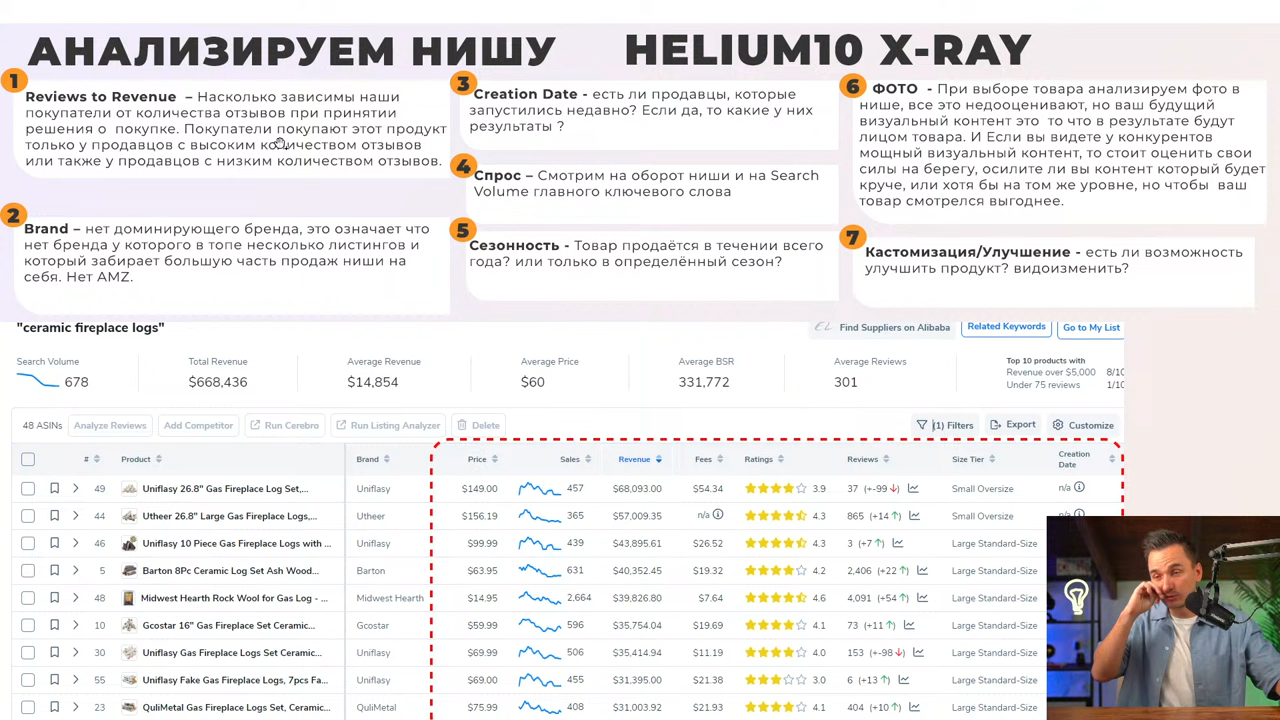 АНАЛИЗИРУЕМ НИШУ HELIUM10 X-RAY
1
Reviews to Revenue – Насколько зависимы наши
покупатели от количества отзывов при принятии
решения о покупке. Покупатели покупают этот продукт
только у продавцов с высоким количеством отзывов
или также у продавцов с низким количеством отзывов.
2
Brand – нет доминирующего бренда, это означает что
нет бренда у которого в топе несколько листингов и
который забирает большую часть продаж ниши на
себя. Нет AMZ.
3
Creation Date - есть ли продавцы, которые
запустились недавно? Если да, то какие у них
результаты ?
4
Спрос – Смотрим на оборот ниши и на Search
Volume главного ключевого слова
5
Сезонность - Товар продаётся в течении всего
года? или только в определённый сезон?
6
ФОТО - При выборе товара анализируем фото в
нише, все это недооценивают, но ваш будущий
визуальный контент это то что в результате будут
лицом товара. И Если вы видете у конкурентов
мощный визуальный контент, то стоит оценить свои
силы на берегу, осилите ли вы контент который будет
круче, или хотя бы на том же уровне, но чтобы ваш
товар смотрелся выгоднее.
7
Кастомизация/Улучшение - есть ли возможность
улучшить продукт? видоизменить?
"ceramic fireplace logs" Find Suppliers on Alibaba Related Keywords Go to My List
Search Volume Total Revenue Average Revenue Average Price Average BSR Average Reviews Top 10 products with
678 $668,436 $14,854 $60 331,772 301
Revenue over $5,000 8/10
Under 75 reviews 1/10
48 ASINs Analyze Reviews Add Competitor Run Cerebro Run Listing Analyzer Delete (1) Filters Export Customize
# Product Brand Price Sales Revenue Fees Ratings Reviews Size Tier Creation Date
49 Uniflasy 26.8" Gas Fireplace Log Set,... Uniflasy $149.00 457 $68,093.00 $54.34 3.9 37 (+-99) Small Oversize n/a
44 Utheer 26.8" Large Gas Fireplace Logs,... Utheer $156.19 365 $57,009.35 n/a 4.3 865 (+14) Small Oversize n/a
46 Uniflasy 10 Piece Gas Fireplace Logs with ... Uniflasy $99.99 439 $43,895.61 $26.52 4.3 3 (+7) Large Standard-Size
5 Barton 8Pc Ceramic Log Set Ash Wood... Barton $63.95 631 $40,352.45 $19.32 4.2 2,406 (+22) Large Standard-Size
48 Midwest Hearth Rock Wool for Gas Log - ... Midwest Hearth $14.95 2,664 $39,826.80 $7.64 4.6 4,091 (+54) Large Standard-Size
10 Gcostar 16" Gas Fireplace Set Ceramic... Gcostar $59.99 596 $35,754.04 $19.69 4.1 73 (+11) Large Standard-Size
30 Uniflasy Gas Fireplace Logs Set Ceramic... Uniflasy $69.99 506 $35,414.94 $11.19 4.0 153 (+-98) Large Standard-Size
55 Uniflasy Fake Gas Fireplace Logs, 7pcs Fa... Uniflasy $69.00 455 $31,395.00 $21.38 3.0 6 (+13) Large Standard-Size
23 QuliMetal Gas Fireplace Log Set, Ceramic... QuliMetal $75.99 408 $31,003.92 $21.93 4.1 404 (+10) Large Standard-Size